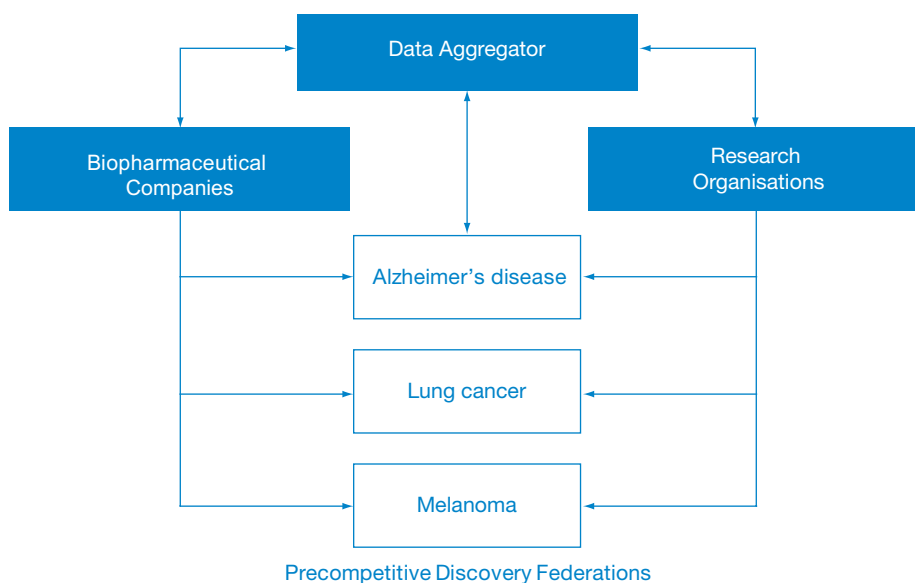 Data Aggregator
Biopharmaceutical
Companies
Research
Organisations
Alzheimer’s disease
Lung cancer
Melanoma
Precompetitive Discovery Federations